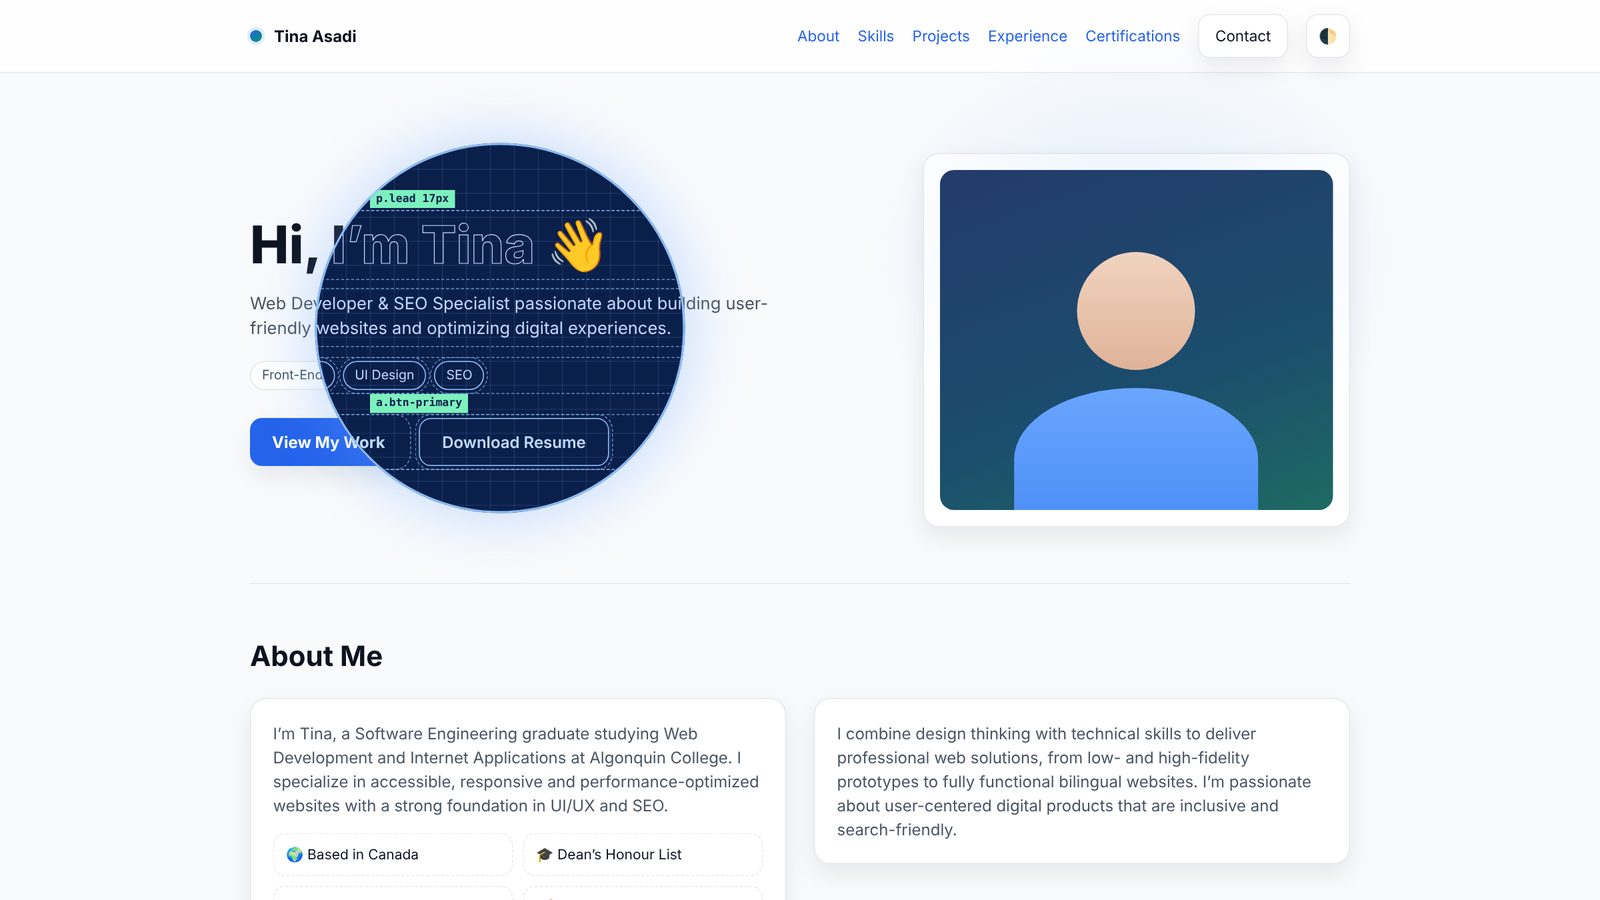 Tina Asadi
About Skills Projects Experience Certifications Contact
p.lead 17px
Hi, I’m Tina 👋
Web Developer & SEO Specialist passionate about building user-
friendly websites and optimizing digital experiences.
Front-End UI Design SEO
a.btn-primary
View My Work Download Resume
About Me
I’m Tina, a Software Engineering graduate studying Web
Development and Internet Applications at Algonquin College. I
specialize in accessible, responsive and performance-optimized
websites with a strong foundation in UI/UX and SEO.
🌍 Based in Canada
🎓 Dean’s Honour List
I combine design thinking with technical skills to deliver
professional web solutions, from low- and high-fidelity
prototypes to fully functional bilingual websites. I’m passionate
about user-centered digital products that are inclusive and
search-friendly.